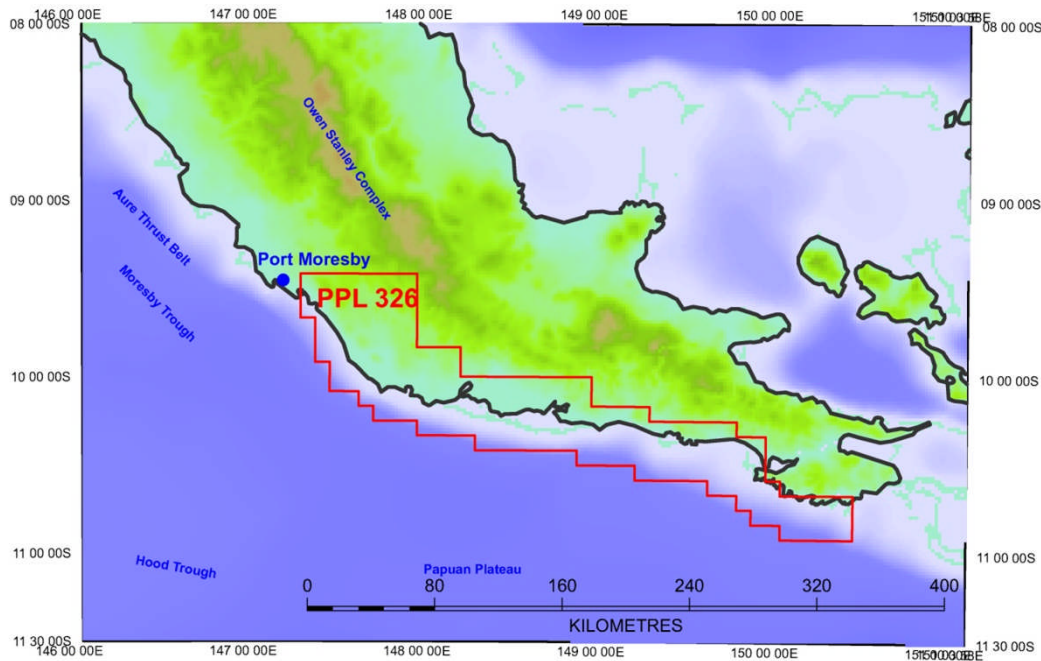 146 00 00E
147 00 00E
148 00 00E
149 00 00E
150 00 00E
08 00 00S
08 00 00S
Owen Stanley Complex
09 00 00S
09 00 00S
Aure Thrust Belt
Port Moresby
Moresby Trough
PPL 326
10 00 00S
10 00 00S
11 00 00S
11 00 00S
Hood Trough
Papuan Plateau
0
80
160
240
320
400
KILOMETRES
11 30 00S
11 30 00S
146 00 00E
147 00 00E
148 00 00E
149 00 00E
150 00 00E